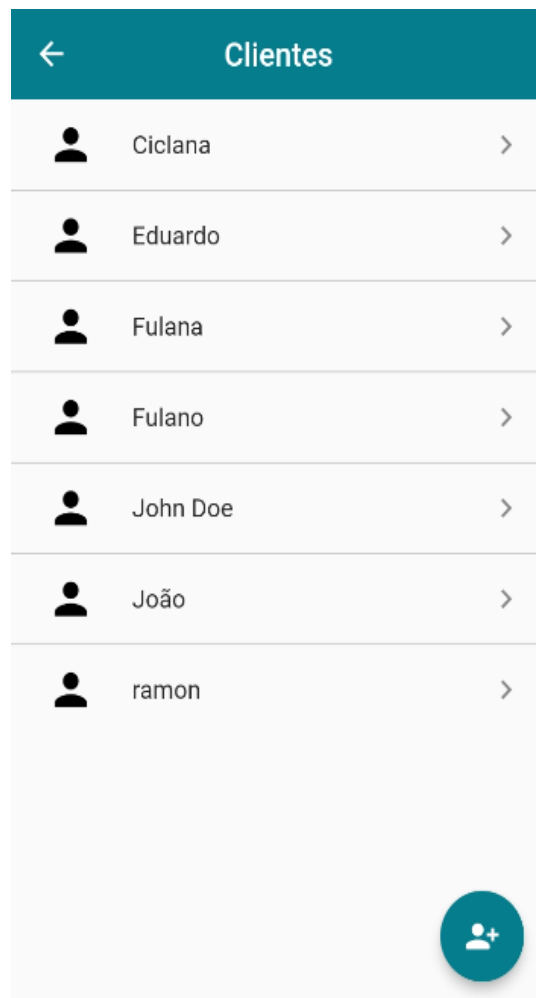 Clientes
Ciclana
Eduardo
Fulana
Fulano
John Doe
João
ramon